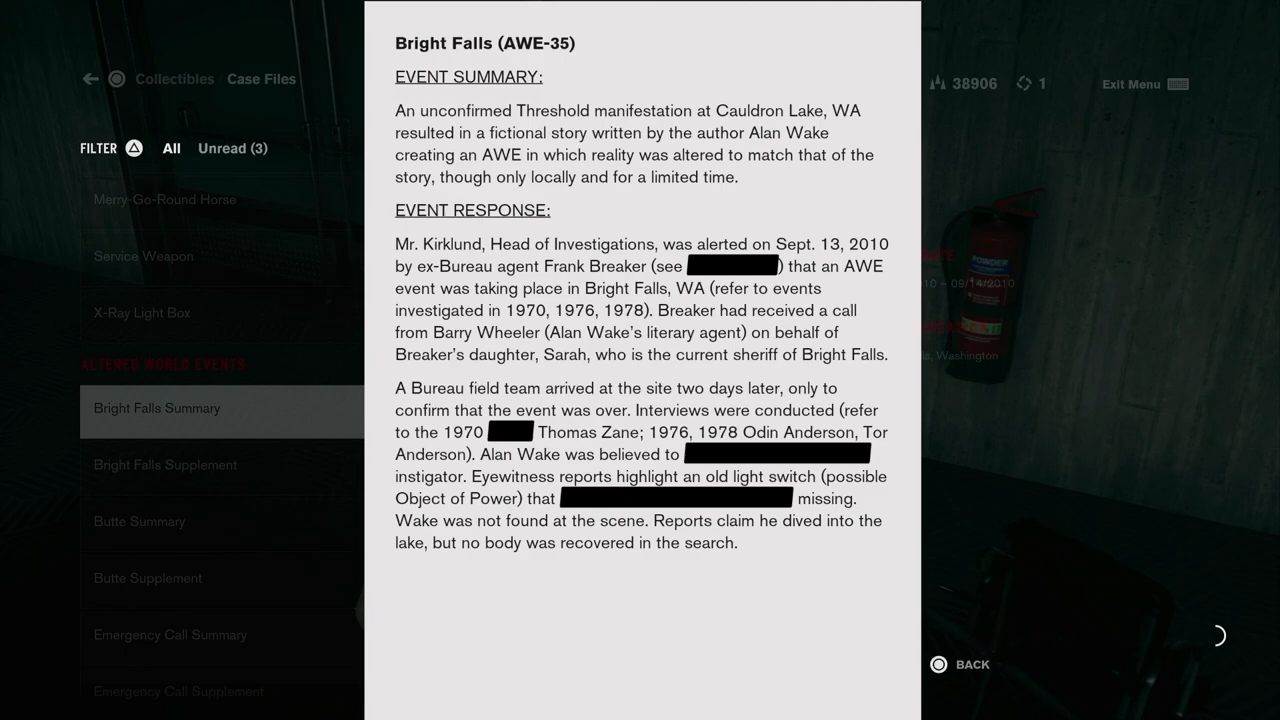 Bright Falls (AWE-35)
EVENT SUMMARY:
An unconfirmed Threshold manifestation at Cauldron Lake, WA
resulted in a fictional story written by the author Alan Wake
creating an AWE in which reality was altered to match that of the
story, though only locally and for a limited time.
EVENT RESPONSE:
Mr. Kirklund, Head of Investigations, was alerted on Sept. 13, 2010
by ex-Bureau agent Frank Breaker (see ) that an AWE
event was taking place in Bright Falls, WA (refer to events
investigated in 1970, 1976, 1978). Breaker had received a call
from Barry Wheeler (Alan Wake's literary agent) on behalf of
Breaker's daughter, Sarah, who is the current sheriff of Bright Falls.
A Bureau field team arrived at the site two days later, only to
confirm that the event was over. Interviews were conducted (refer
to the 1970 Thomas Zane; 1976, 1978 Odin Anderson, Tor
Anderson). Alan Wake was believed to
instigator. Eyewitness reports highlight an old light switch (possible
Object of Power) that missing.
Wake was not found at the scene. Reports claim he dived into the
lake, but no body was recovered in the search.
Collectibles Case Files
FILTER All Unread (3)
Merry-Go-Round Horse
Service Weapon
X-Ray Light Box
ALTERED WORLD EVENTS
Bright Falls Summary
Bright Falls Supplement
Butte Summary
Butte Supplement
Emergency Call Summary
Emergency Call Supplement
38906 1 Exit Menu
POWDER
10 – 09/14/2010
ls, Washington
BACK